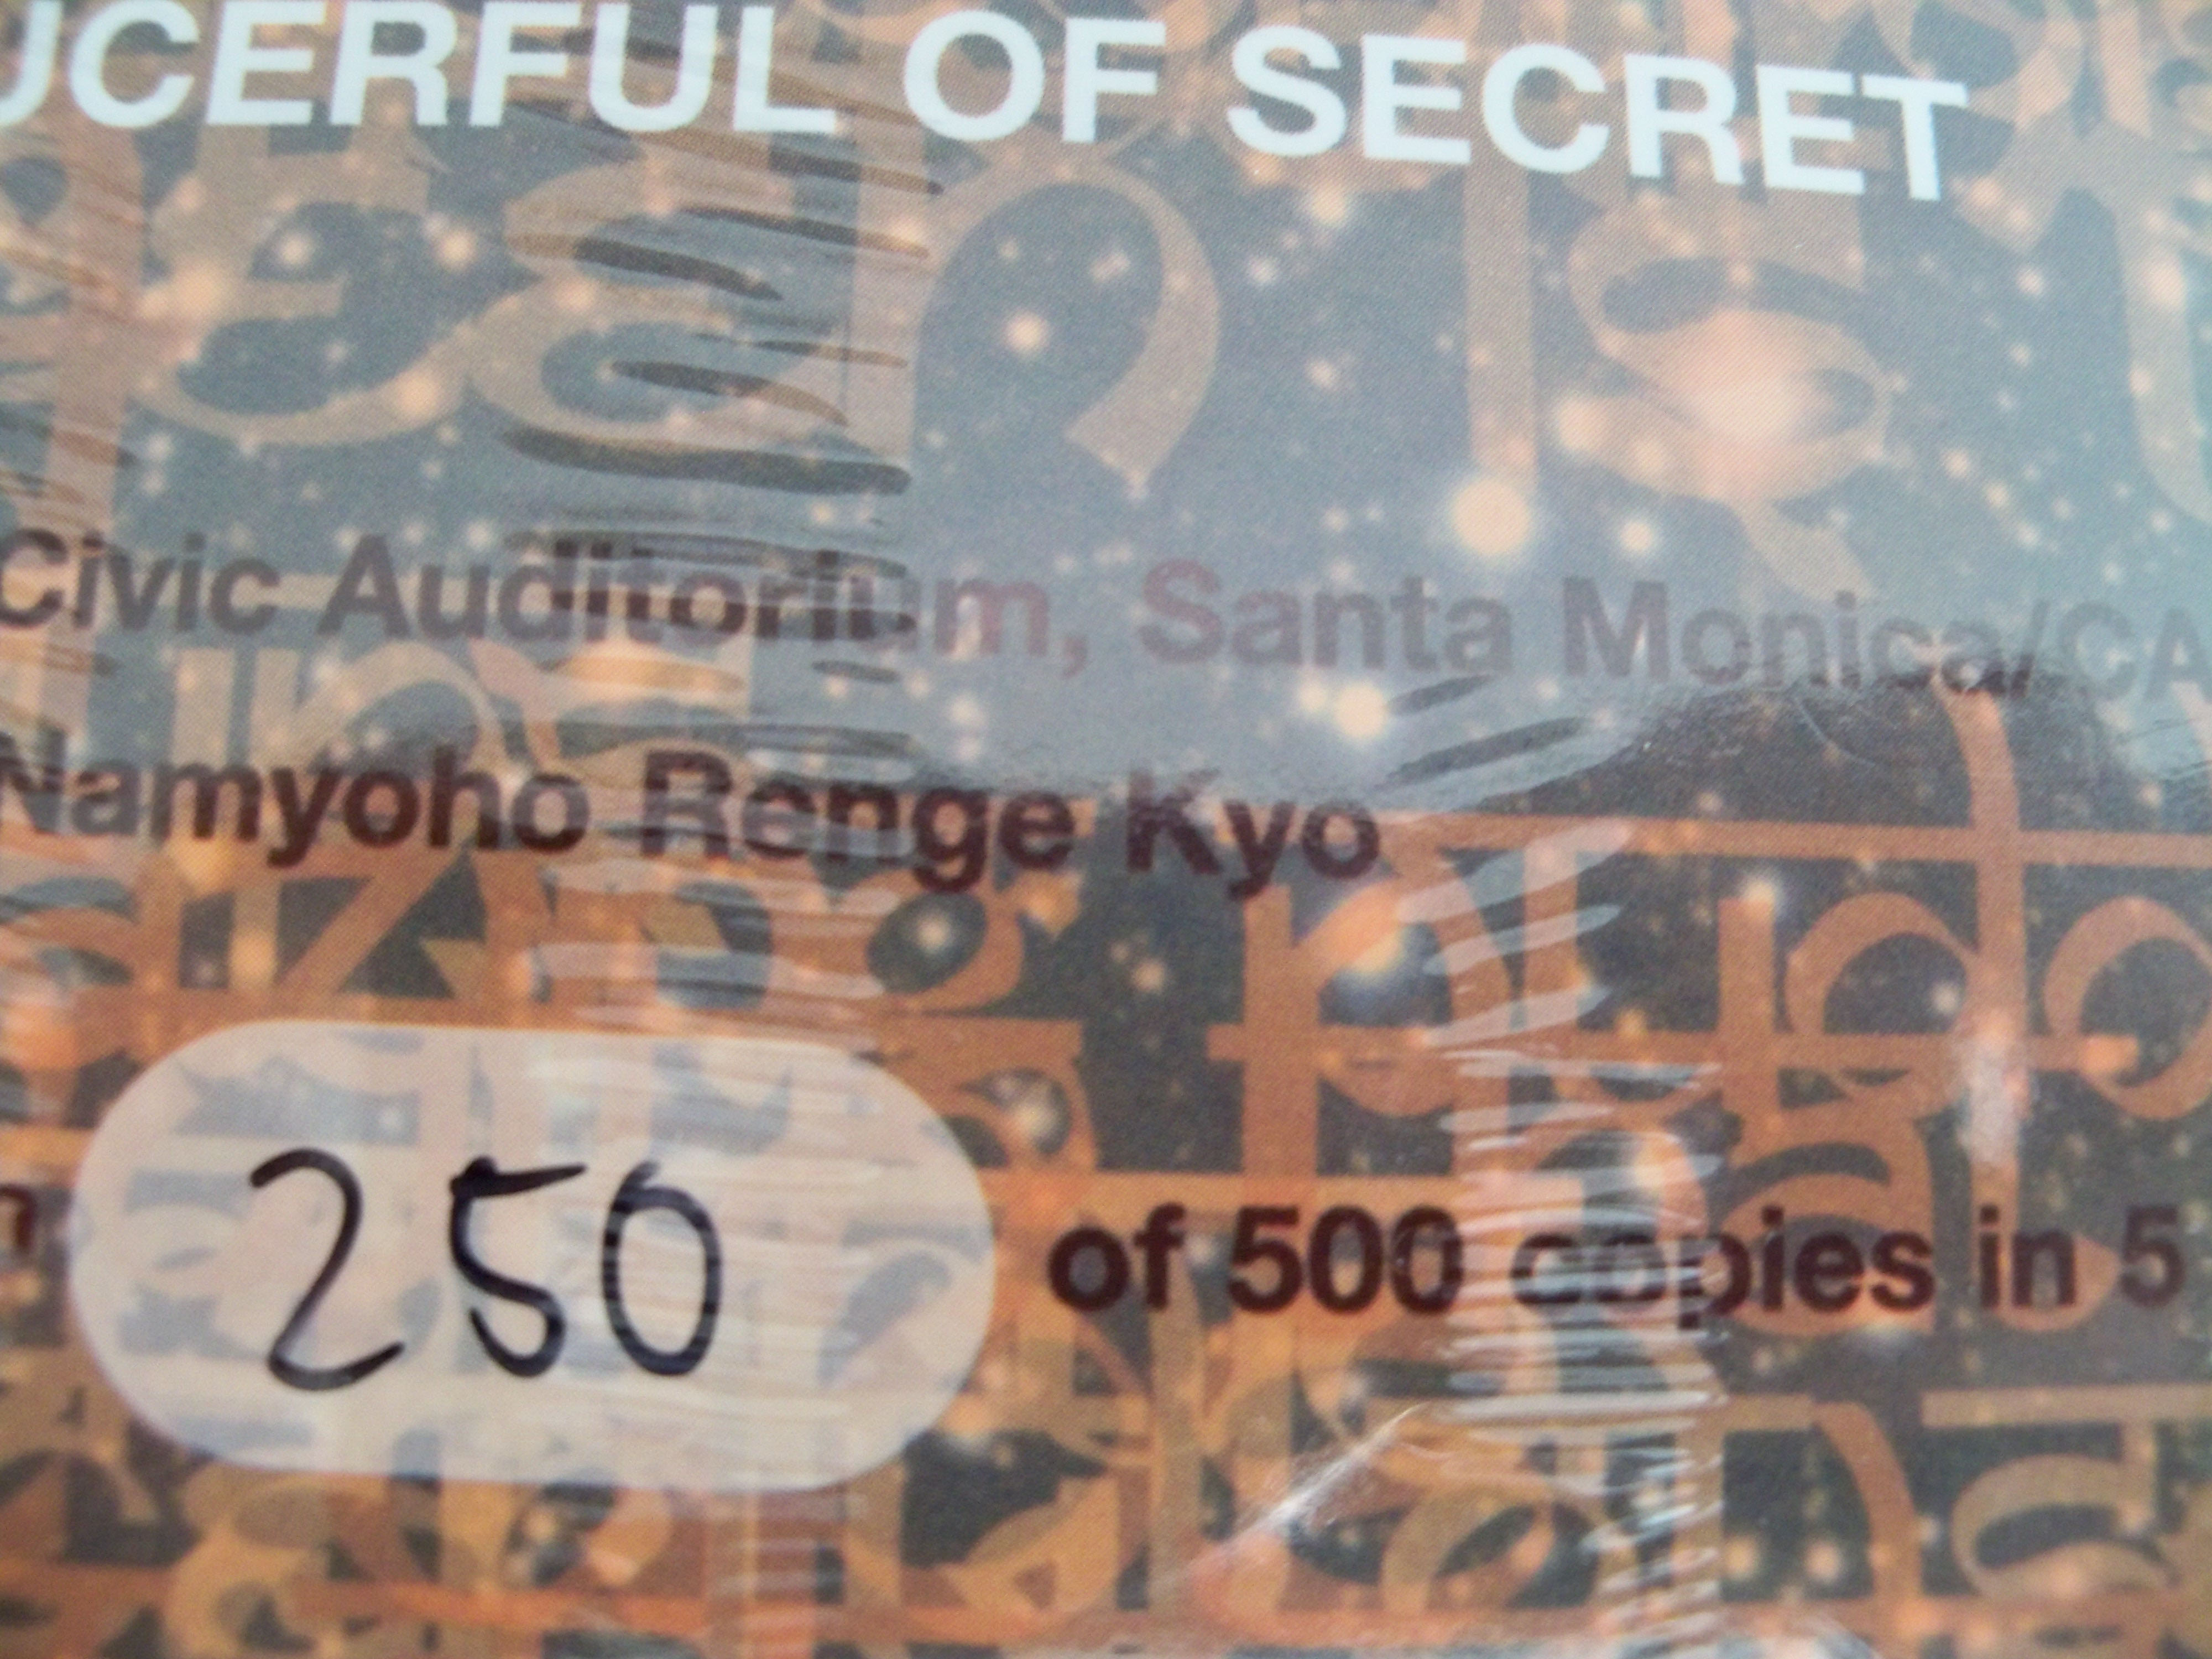 UCERFUL OF SECRET
Civic Auditorium, Santa Monica/CA
Namyoho Renge Kyo
250 of 500 copies in 5